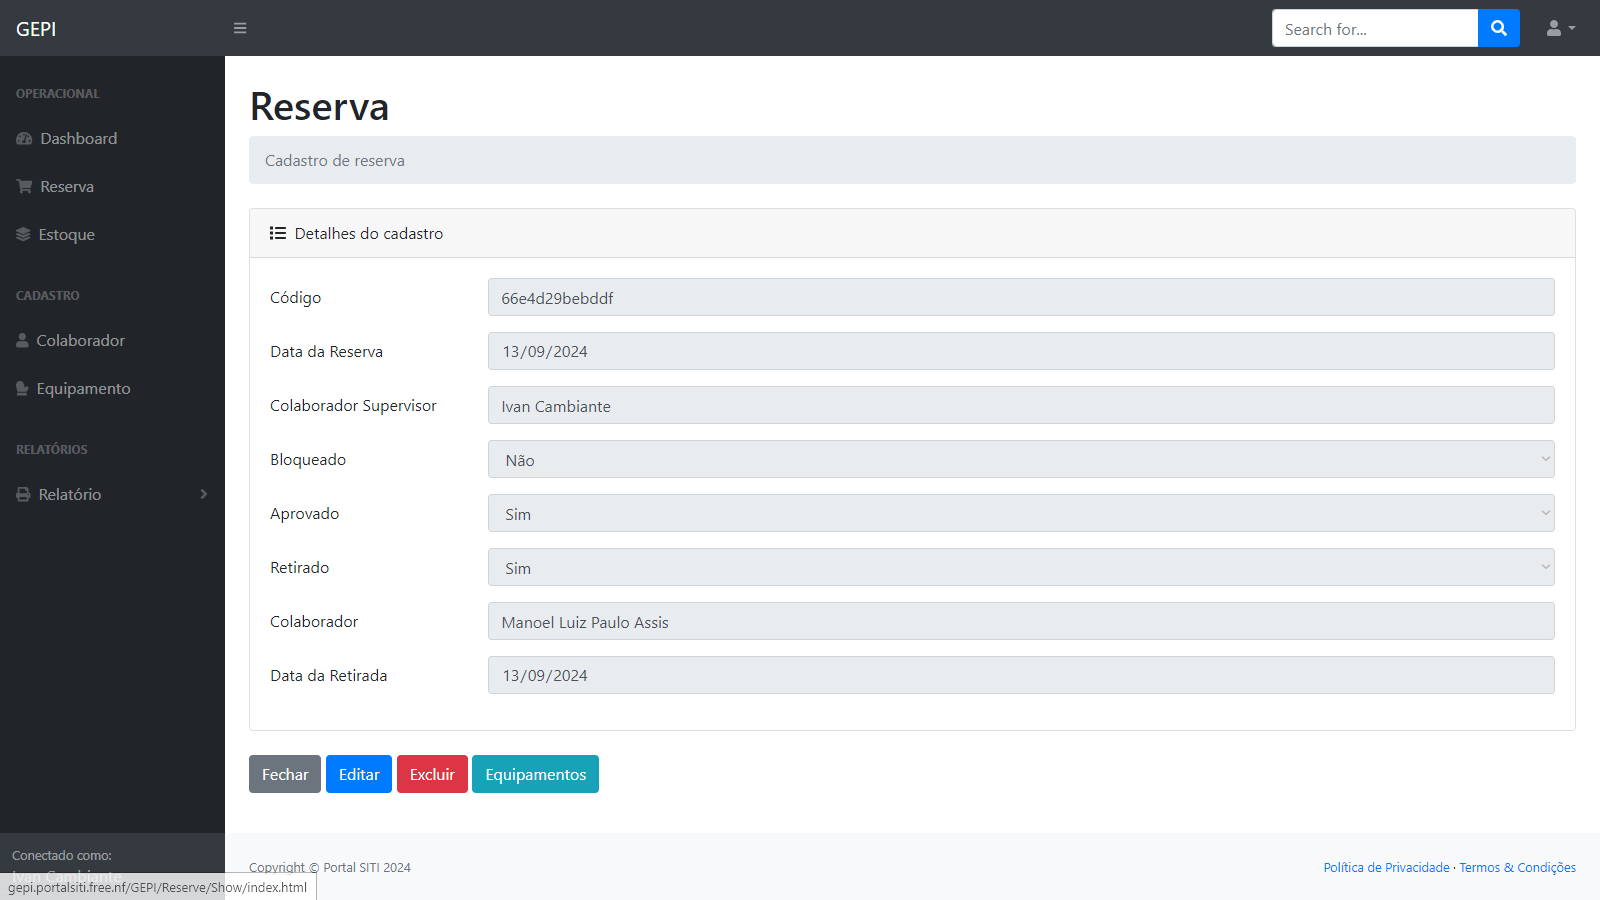 GEPI
Search for...
OPERACIONAL
Dashboard
Reserva
Estoque
CADASTRO
Colaborador
Equipamento
RELATÓRIOS
Relatório
Conectado como:
Ivan Cambiante
gepi.portalsiti.free.nf/GEPI/Reserve/Show/index.html
Reserva
Cadastro de reserva
Detalhes do cadastro
Código 66e4d29bebddf
Data da Reserva 13/09/2024
Colaborador Supervisor Ivan Cambiante
Bloqueado Não
Aprovado Sim
Retirado Sim
Colaborador Manoel Luiz Paulo Assis
Data da Retirada 13/09/2024
Fechar Editar Excluir Equipamentos
Copyright © Portal SITI 2024 Política de Privacidade · Termos & Condições